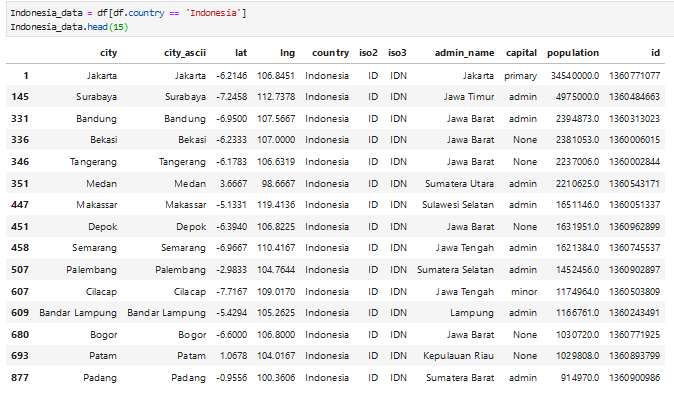 Indonesia_data = df[df.country == `Indonesia`]
Indonesia_data.head(15)
city city_ascii lat lng country iso2 iso3 admin_name capital population id
1 Jakarta Jakarta -6.2146 106.8451 Indonesia ID IDN Jakarta primary 34540000.0 1360771077
145 Surabaya Surabaya -7.2458 112.7378 Indonesia ID IDN Jawa Timur admin 4975000.0 1360484663
331 Bandung Bandung -6.9500 107.5667 Indonesia ID IDN Jawa Barat admin 2394873.0 1360313023
336 Bekasi Bekasi -6.2333 107.0000 Indonesia ID IDN Jawa Barat None 2381053.0 1360006015
346 Tangerang Tangerang -6.1783 106.6319 Indonesia ID IDN Jawa Barat None 2237006.0 1360002844
351 Medan Medan 3.6667 98.6667 Indonesia ID IDN Sumatera Utara admin 2210625.0 1360543171
447 Makassar Makassar -5.1331 119.4136 Indonesia ID IDN Sulawesi Selatan admin 1651146.0 1360051337
451 Depok Depok -6.3940 106.8225 Indonesia ID IDN Jawa Barat None 1631951.0 1360962899
458 Semarang Semarang -6.9667 110.4167 Indonesia ID IDN Jawa Tengah admin 1621384.0 1360745537
507 Palembang Palembang -2.9833 104.7644 Indonesia ID IDN Sumatera Selatan admin 1452456.0 1360902897
607 Cilacap Cilacap -7.7167 109.0170 Indonesia ID IDN Jawa Tengah minor 1174964.0 1360503809
609 Bandar Lampung Bandar Lampung -5.4294 105.2625 Indonesia ID IDN Lampung admin 1166761.0 1360243491
680 Bogor Bogor -6.6000 106.8000 Indonesia ID IDN Jawa Barat None 1030720.0 1360771925
693 Patam Patam 1.0678 104.0167 Indonesia ID IDN Kepulauan Riau None 1029808.0 1360893799
877 Padang Padang -0.9556 100.3606 Indonesia ID IDN Sumatera Barat admin 914970.0 1360900986